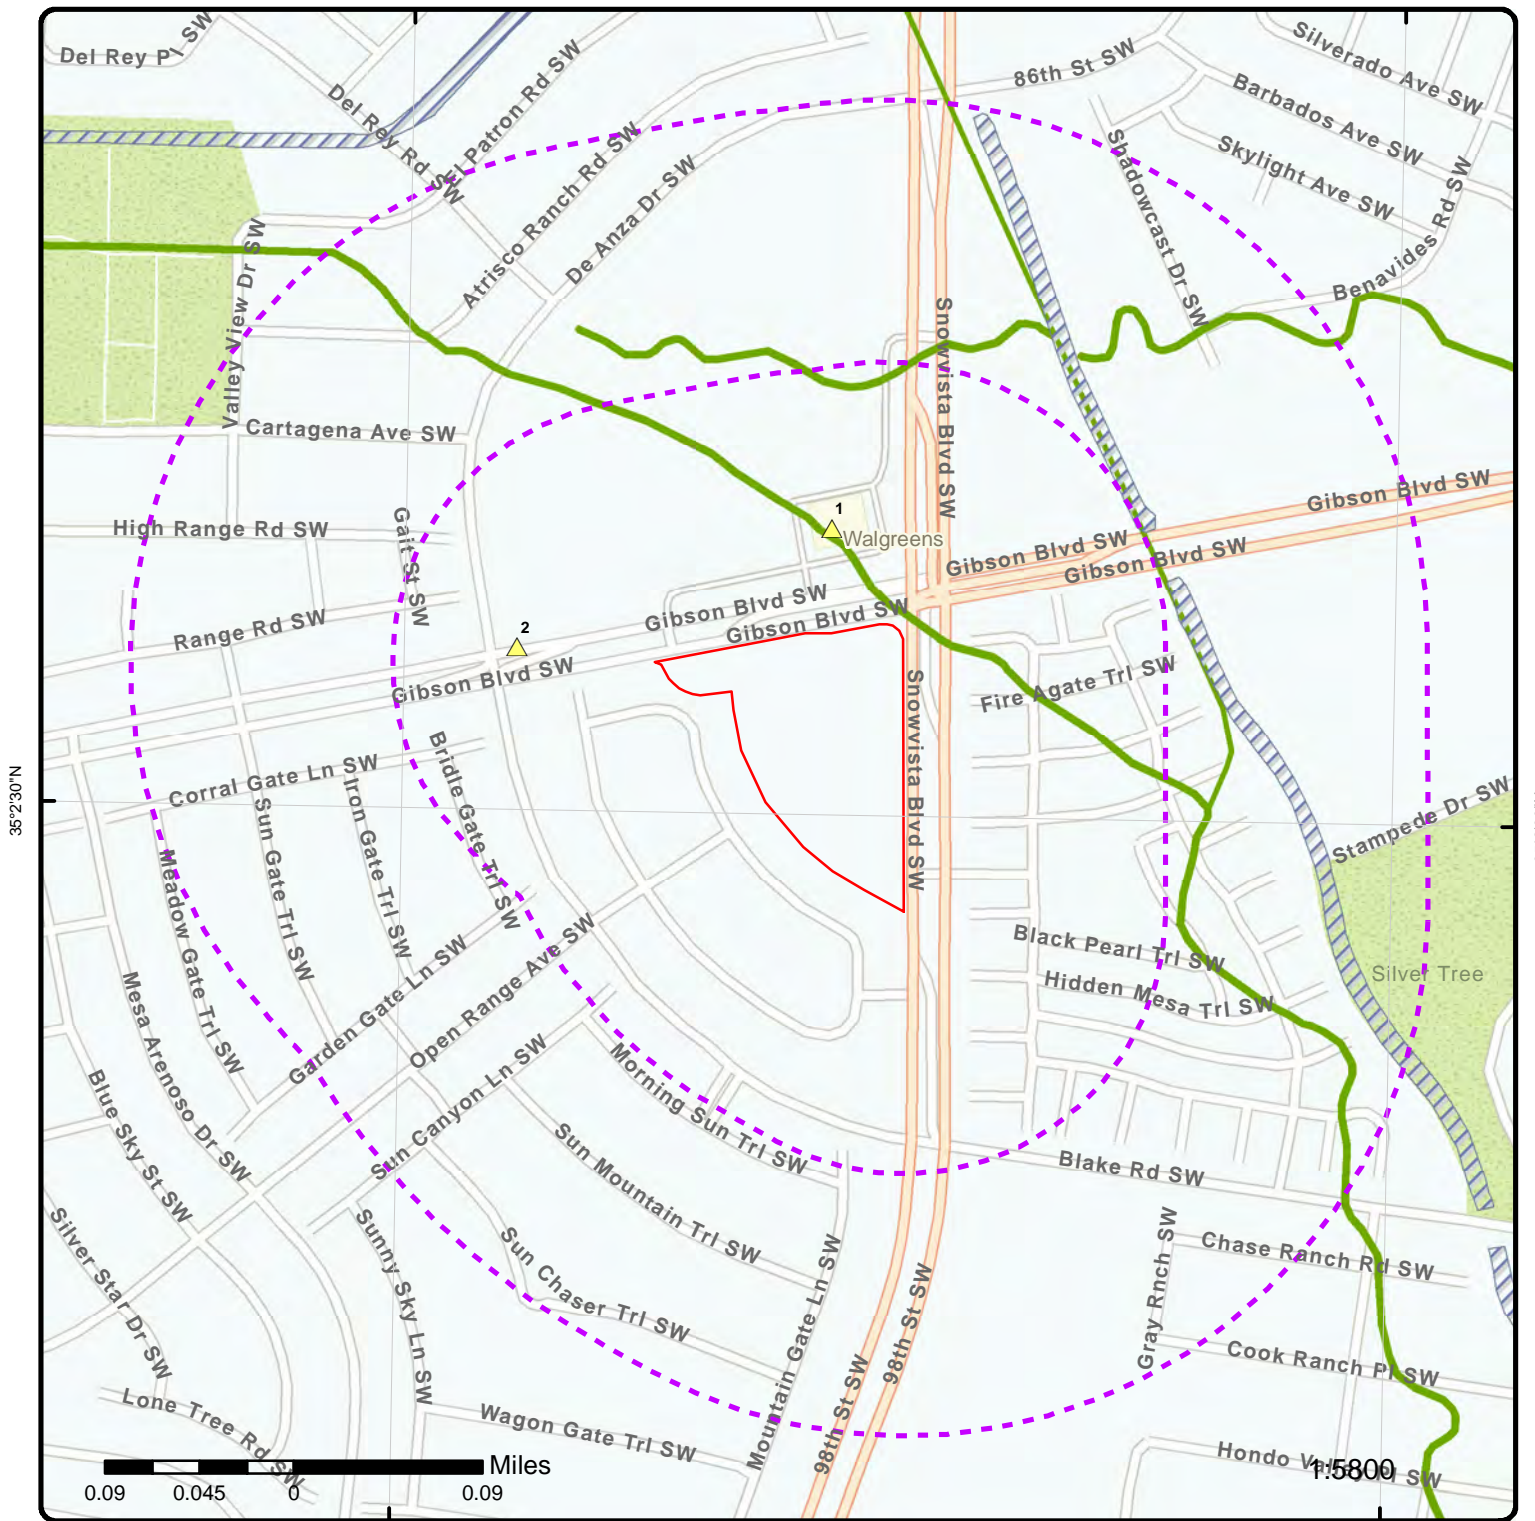 Del Rey Pl SW
Del Rey Rd SW
El Patron Rd SW
86th St SW
Silverado Ave SW
Barbados Ave SW
Skylight Ave SW
Shadowcast Dr SW
Benavides Rd SW
Atrisco Ranch Rd SW
De Anza Dr SW
Valley View Dr SW
Snowvista Blvd SW
Cartagena Ave SW
High Range Rd SW
Gait St SW
1
Walgreens
Gibson Blvd SW
Gibson Blvd SW
Gibson Blvd SW
Gibson Blvd SW
Gibson Blvd SW
Range Rd SW
2
Gibson Blvd SW
Fire Agate Trl SW
Snowvista Blvd SW
Corral Gate Ln SW
Bridle Gate Trl SW
Iron Gate Trl SW
Sun Gate Trl SW
Meadow Gate Trl SW
35°2'30"N
Stampede Dr SW
Silver Tree
Black Pearl Trl SW
Hidden Mesa Trl SW
Garden Gate Ln SW
Open Range Ave SW
Mesa Arenoso Dr SW
Blue Sky St SW
Sun Canyon Ln SW
Morning Sun Trl SW
Sun Mountain Trl SW
Blake Rd SW
Silver Star Dr SW
Sunny Sky Ln SW
Sun Chaser Trl SW
Mountain Gate Ln SW
98th St SW
98th St SW
Gray Rnch SW
Chase Ranch Rd SW
Cook Ranch Pl SW
Lone Tree Rd SW
Wagon Gate Trl SW
Hondo SW
1:5800
Miles
0.09 0.045 0 0.09